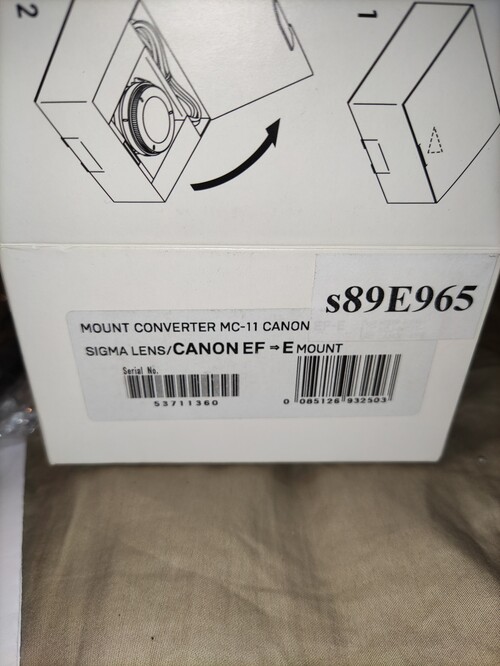 2
1
s89E965
MOUNT CONVERTER MC-11 CANON
SIGMA LENS/CANON EF ⇒ E MOUNT
Serial No.
53711360
0 085126 932503